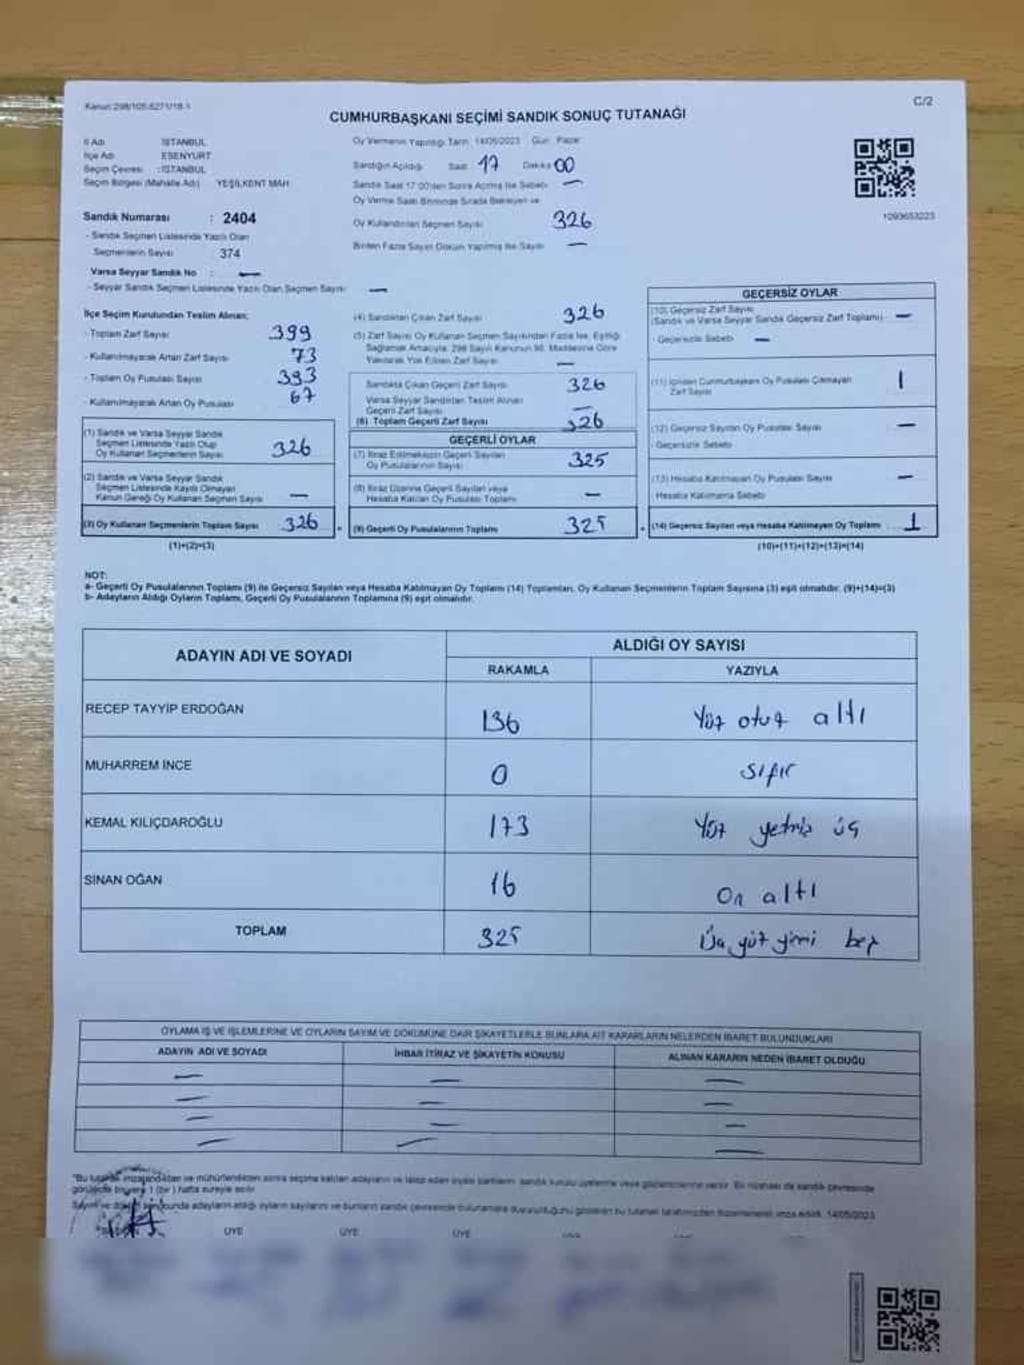 Kanun:298/105.6271/18-1
C/2
CUMHURBAŞKANI SEÇİMİ SANDIK SONUÇ TUTANAĞI
İl Adı : İSTANBUL
İlçe Adı : ESENYURT
Seçim Çevresi : İSTANBUL
Seçim Bölgesi (Mahalle Adı) YEŞİLKENT MAH.
Sandık Numarası : 2404
- Sandık Seçmen Listesinde Yazılı Olan
Seçmenlerin Sayısı 374
Varsa Seyyar Sandık No : —
- Seyyar Sandık Seçmen Listesinde Yazılı Olan Seçmen Sayısı —
Oy Vermenin Yapıldığı Tarih 14/05/2023 Gün Pazar
Sandığın Açıldığı Saat 17 Dakika 00
Sandık Saat 17:00'den Sonra Açılmış İse Sebebi —
Oy Verme Saati Bitiminde Sırada Bekleyen ve
Oy Kullandırılan Seçmen Sayısı 326
Birden Fazla Sayım Döküm Yapılmış İse Sayısı —
1293653223
İlçe Seçim Kurulundan Teslim Alınan:
- Toplam Zarf Sayısı 399
- Kullanılmayarak Artan Zarf Sayısı 73
- Toplam Oy Pusulası Sayısı 393
- Kullanılmayarak Artan Oy Pusulası 67
(1) Sandık ve Varsa Seyyar Sandık
Seçmen Listesinde Yazılı Olup
Oy Kullanan Seçmenlerin Sayısı 326
(2) Sandık ve Varsa Seyyar Sandık
Seçmen Listesinde Kayıtlı Olmayan
Kanun Gereği Oy Kullanan Seçmen Sayısı —
(3) Oy Kullanan Seçmenlerin Toplam Sayısı 326
(1)+(2)=(3)
(4) Sandıktan Çıkan Zarf Sayısı 326
(5) Zarf Sayısı Oy Kullanan Seçmen Sayısından Fazla İse, Eşitliği
Sağlamak Amacıyla, 298 Sayılı Kanunun 98. Maddesine Göre
Yakılarak Yok Edilen Zarf Sayısı —
Sandıkta Çıkan Geçerli Zarf Sayısı 326
Varsa Seyyar Sandıktan Teslim Alınan
Geçerli Zarf Sayısı —
(6) Toplam Geçerli Zarf Sayısı 326
GEÇERLİ OYLAR
(7) İtiraz Edilmeksizin Geçerli Sayılan
Oy Pusulalarının Sayısı 325
(8) İtiraz Üzerine Geçerli Sayılan veya
Hesaba Katılan Oy Pusulası Toplamı —
(9) Geçerli Oy Pusulalarının Toplamı 325
GEÇERSİZ OYLAR
(10) Geçersiz Zarf Sayısı
(Sandık ve Varsa Seyyar Sandık Geçersiz Zarf Toplamı) —
- Geçersizlik Sebebi —
(11) İçinden Cumhurbaşkanı Oy Pusulası Çıkmayan
Zarf Sayısı 1
(12) Geçersiz Sayılan Oy Pusulası Sayısı —
- Geçersizlik Sebebi
(13) Hesaba Katılmayan Oy Pusulası Sayısı —
- Hesaba Katılmama Sebebi
(14) Geçersiz Sayılan veya Hesaba Katılmayan Oy Toplamı 1
(10)+(11)+(12)+(13)=(14)
NOT:
a- Geçerli Oy Pusulalarının Toplamı (9) ile Geçersiz Sayılan veya Hesaba Katılmayan Oy Toplamı (14) Toplamları, Oy Kullanan Seçmenlerin Toplam Sayısına (3) eşit olmalıdır. (9)+(14)=(3)
b- Adayların Aldığı Oyların Toplamı, Geçerli Oy Pusulalarının Toplamına (9) eşit olmalıdır.
ADAYIN ADI VE SOYADI
ALDIĞI OY SAYISI
RAKAMLA YAZIYLA
RECEP TAYYİP ERDOĞAN 136 Yüz otuz altı
MUHARREM İNCE 0 sıfır
KEMAL KILIÇDAROĞLU 173 Yüz yetmiş üç
SİNAN OĞAN 16 On altı
TOPLAM 325 Üç yüz yirmi beş
OYLAMA İŞ VE İŞLEMLERİNE VE OYLARIN SAYIM VE DÖKÜMÜNE DAİR ŞİKAYETLERLE BUNLARA AİT KARARLARIN NELERDEN İBARET BULUNDUKLARI
ADAYIN ADI VE SOYADI İHBAR İTİRAZ VE ŞİKAYETİN KONUSU ALINAN KARARIN NEDEN İBARET OLDUĞU
— — —
— — —
— — —
— — —
*Bu tutanak imzalandıktan ve mühürlendikten sonra seçime katılan adayların ve talep eden siyasi partilerin sandık kurulu üyelerine veya gözlemcilerine verilir. Bir nüshası da sandık çevresinde
görülecek bir yere 1 (bir) hafta süreyle asılır.
Sayım ve döküm sonucunda adayların aldığı oyların sayılarını ve bunların sandık çevresinde bulunanlara duyurulduğunu gösteren bu tutanak tarafımızdan düzenlenerek imza edildi. 14/05/2023
ÜYE ÜYE ÜYE